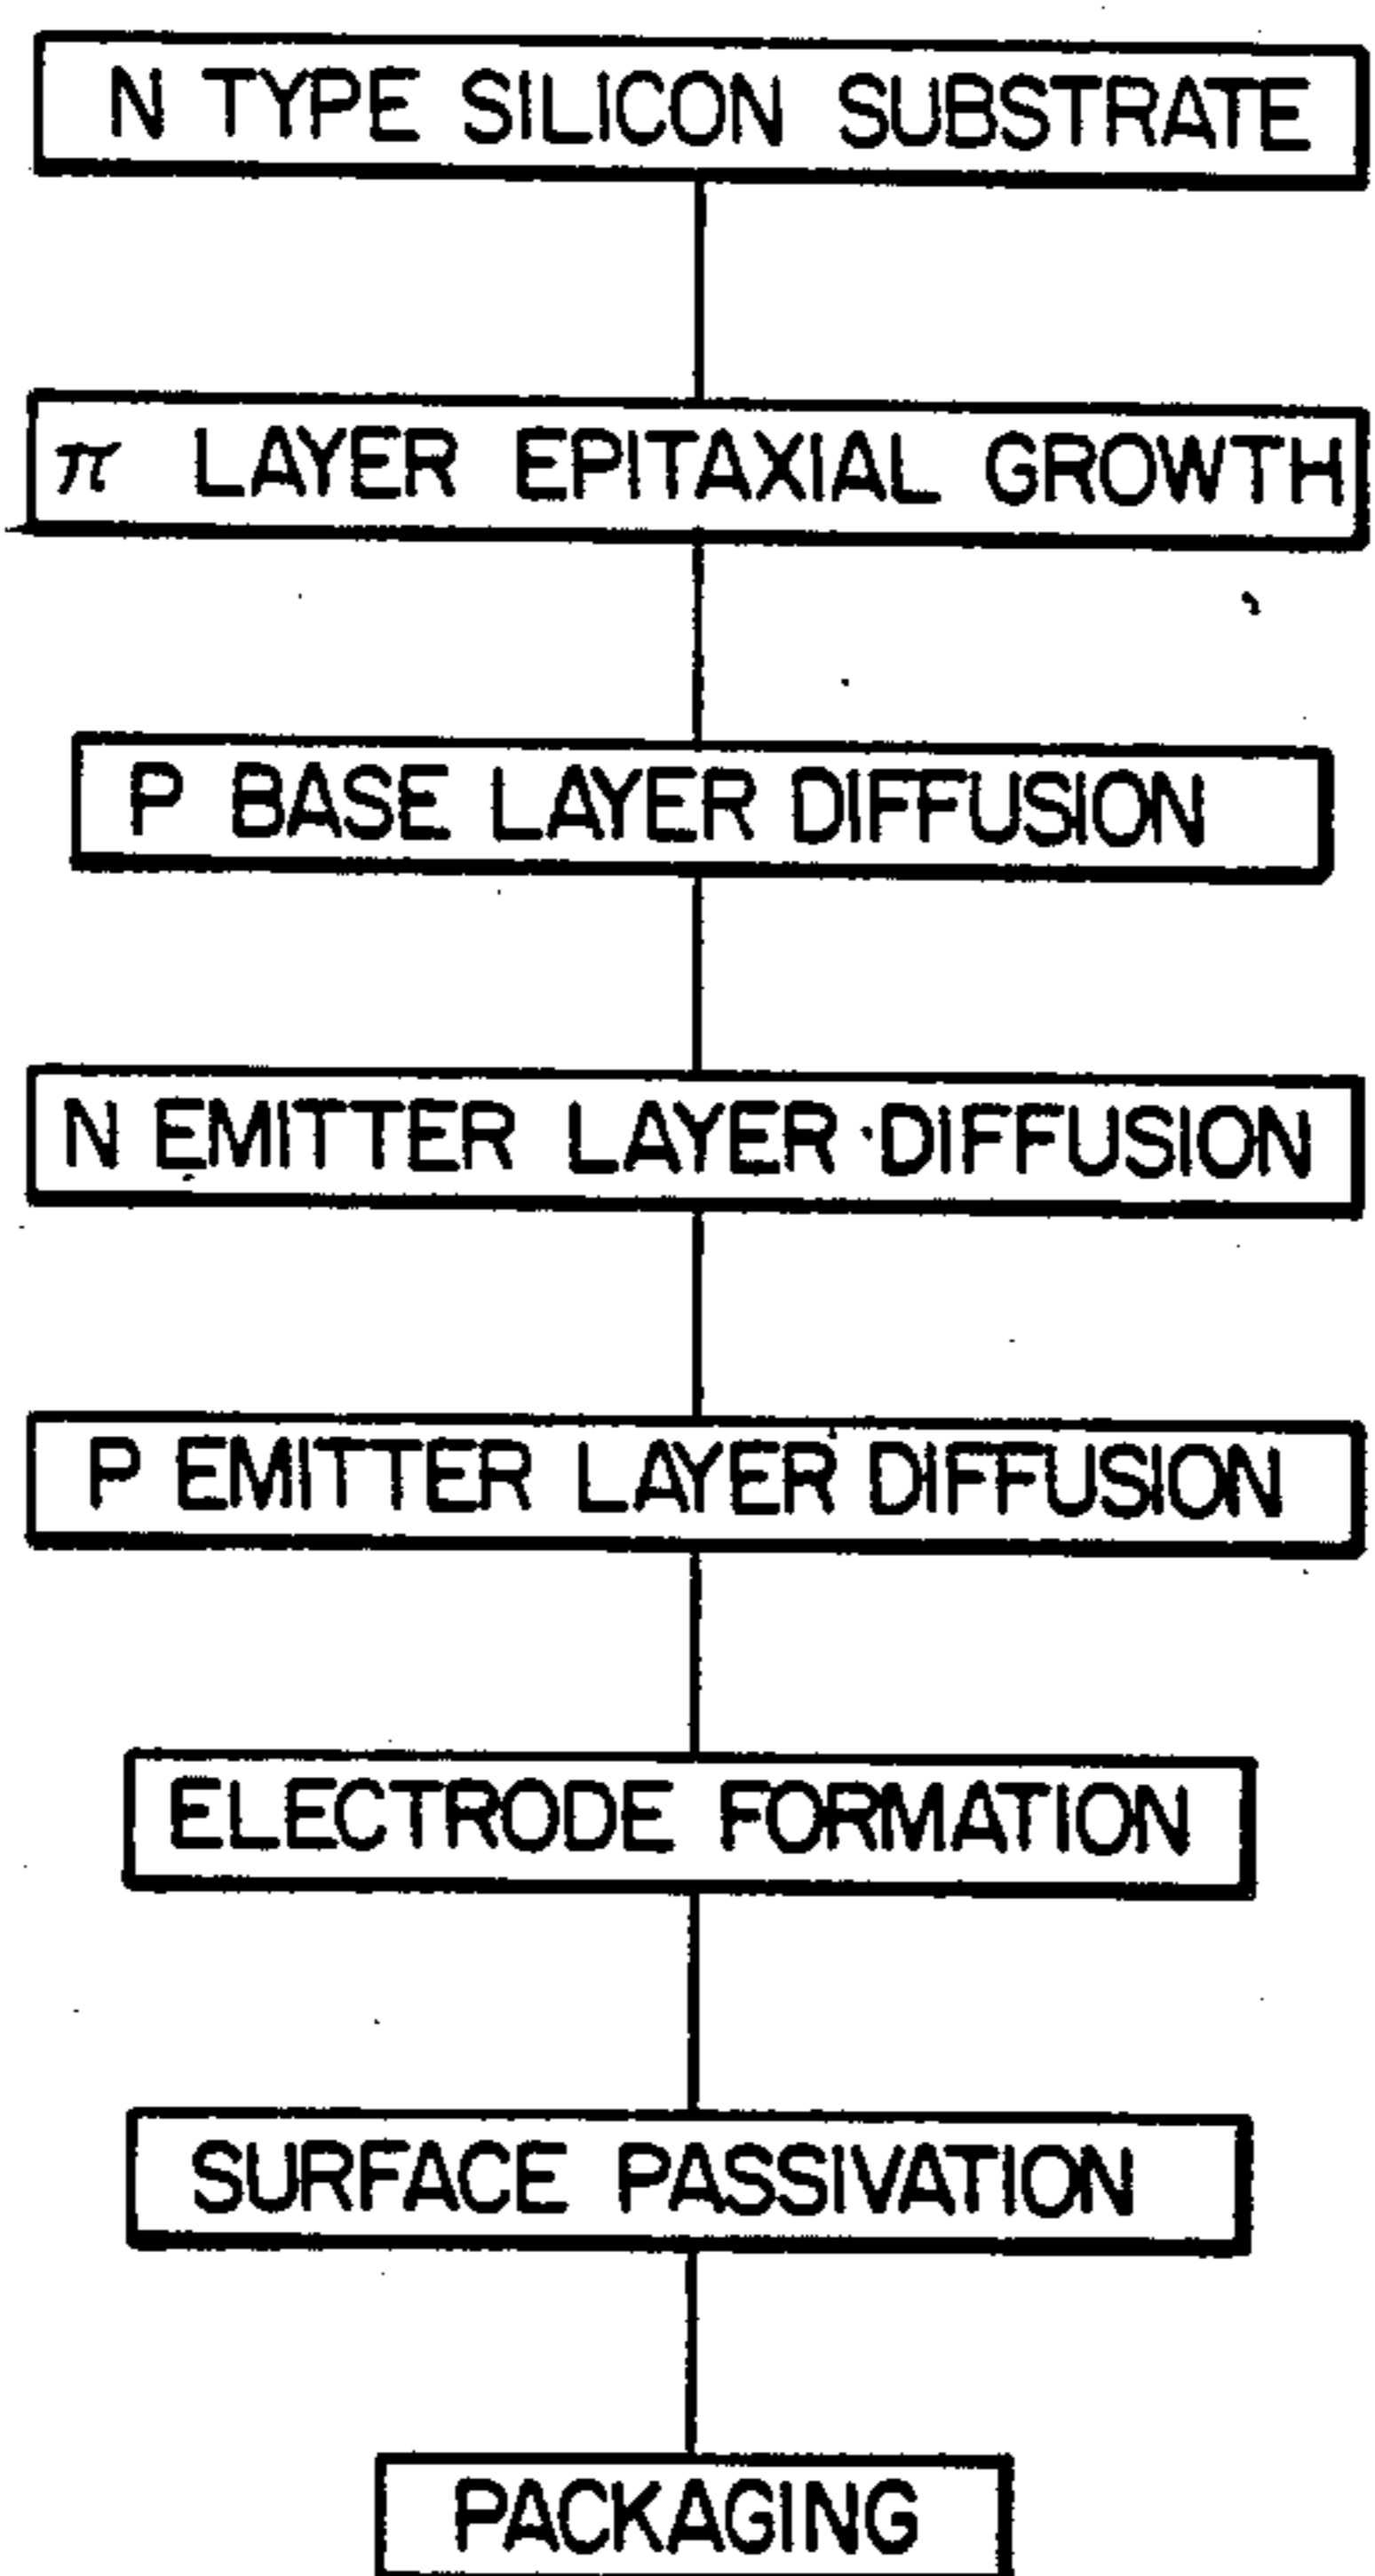 N TYPE SILICON SUBSTRATE
π LAYER EPITAXIAL GROWTH
P BASE LAYER DIFFUSION
N EMITTER LAYER DIFFUSION
P EMITTER LAYER DIFFUSION
ELECTRODE FORMATION
SURFACE PASSIVATION
PACKAGING